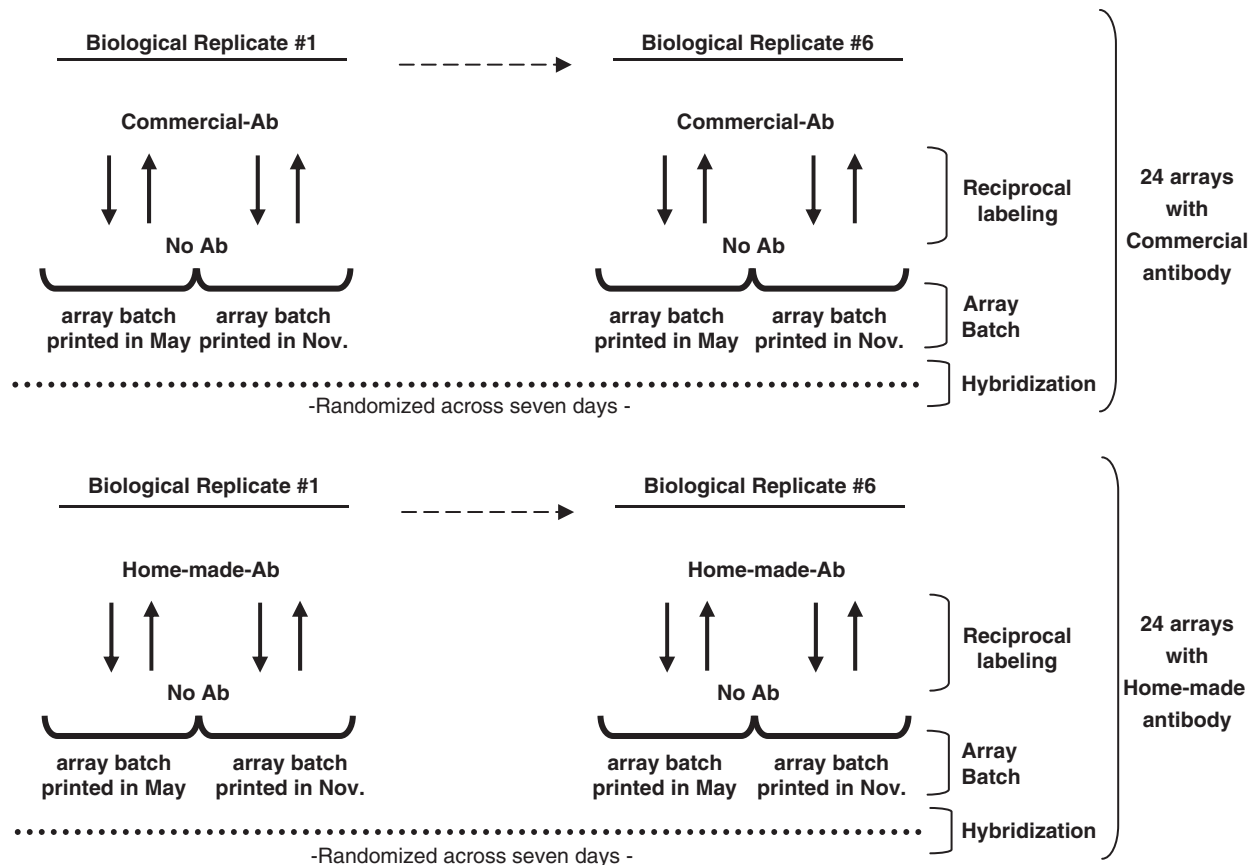 Biological Replicate #1
Biological Replicate #6
Commercial-Ab
Commercial-Ab
Reciprocal
labeling
No Ab
No Ab
array batch
printed in May
array batch
printed in Nov.
array batch
printed in May
array batch
printed in Nov.
Array
Batch
Hybridization
-Randomized across seven days -
24 arrays
with
Commercial
antibody
Biological Replicate #1
Biological Replicate #6
Home-made-Ab
Home-made-Ab
Reciprocal
labeling
No Ab
No Ab
array batch
printed in May
array batch
printed in Nov.
array batch
printed in May
array batch
printed in Nov.
Array
Batch
Hybridization
-Randomized across seven days -
24 arrays
with
Home-made
antibody